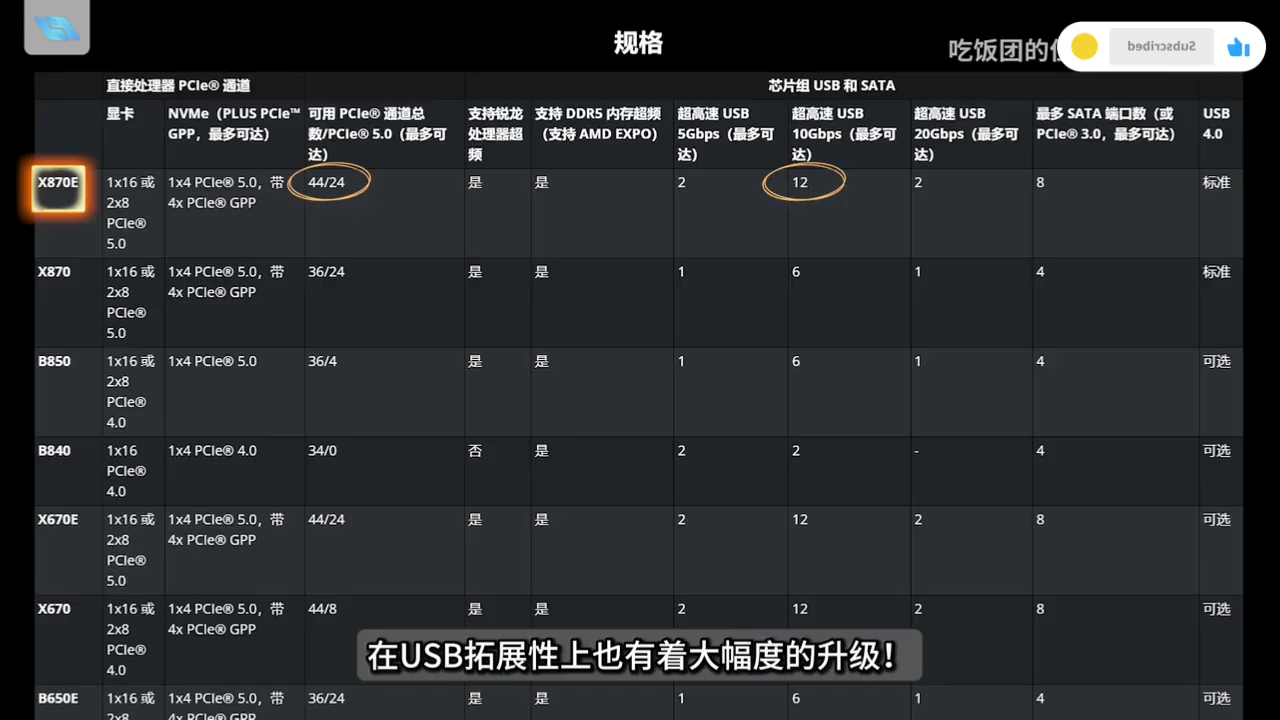 规格
吃饭团的
Subscribed
直接处理器 PCIe® 通道
芯片组 USB 和 SATA
显卡
NVMe（PLUS PCIe™
GPP，最多可达）
可用 PCIe® 通道总
数/PCIe® 5.0（最多可
达）
支持锐龙
处理器超
频
支持 DDR5 内存超频
（支持 AMD EXPO）
超高速 USB
5Gbps（最多可
达）
超高速 USB
10Gbps（最多可
达）
超高速 USB
20Gbps（最多可
达）
最多 SATA 端口数（或
PCIe® 3.0，最多可达）
USB
4.0
X870E
1x16 或
2x8
PCIe®
5.0
1x4 PCIe® 5.0，带
4x PCIe® GPP
44/24
是
是
2
12
2
8
标准
X870
1x16 或
2x8
PCIe®
5.0
1x4 PCIe® 5.0，带
4x PCIe® GPP
36/24
是
是
1
6
1
4
标准
B850
1x16 或
2x8
PCIe®
4.0
1x4 PCIe® 5.0
36/4
是
是
1
6
1
4
可选
B840
1x16
PCIe®
4.0
1x4 PCIe® 4.0
34/0
否
是
2
2
-
4
可选
X670E
1x16 或
2x8
PCIe®
5.0
1x4 PCIe® 5.0，带
4x PCIe® GPP
44/24
是
是
2
12
2
8
可选
X670
1x16 或
2x8
PCIe®
4.0
1x4 PCIe® 5.0，带
4x PCIe® GPP
44/8
是
是
2
12
2
8
可选
在USB拓展性上也有着大幅度的升级！
B650E
1x16 或
2x8
1x4 PCIe® 5.0，带
4x PCIe® GPP
36/24
是
是
1
6
1
4
可选